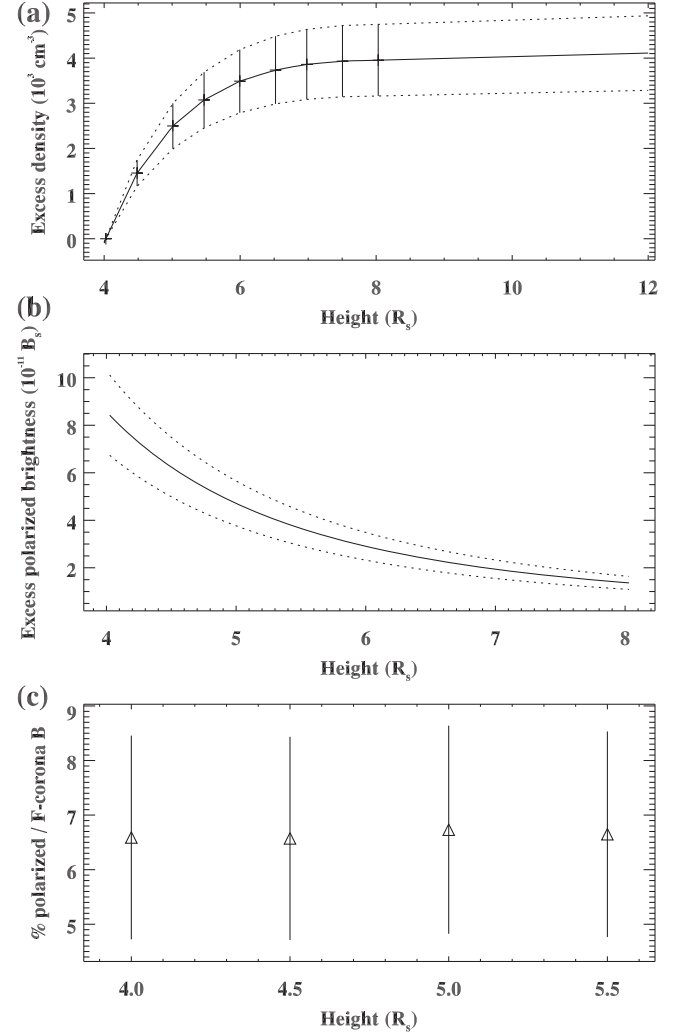 (a)
Excess density (10³ cm⁻³)
5
4
3
2
1
0
4 6 8 10 12
Height (Rₛ)
(b)
Excess polarized brightness (10⁻¹¹ Bₛ)
10
8
6
4
2
4 5 6 7 8
Height (Rₛ)
(c)
% polarized / F-corona B
9
8
7
6
5
4.0 4.5 5.0 5.5
Height (Rₛ)